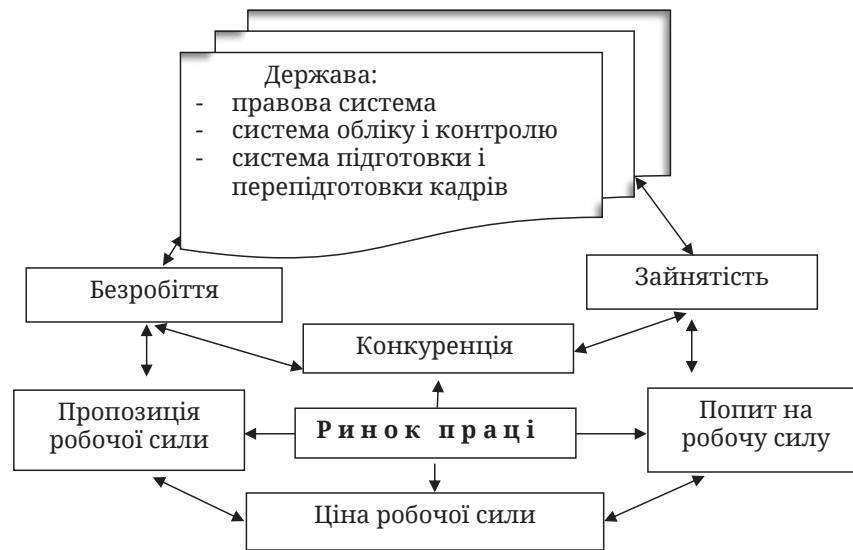 Держава:
- правова система
- система обліку і контролю
- система підготовки і
перепідготовки кадрів
Безробіття
Зайнятість
Конкуренція
Пропозиція
робочої сили
Ринок праці
Попит на
робочу силу
Ціна робочої сили